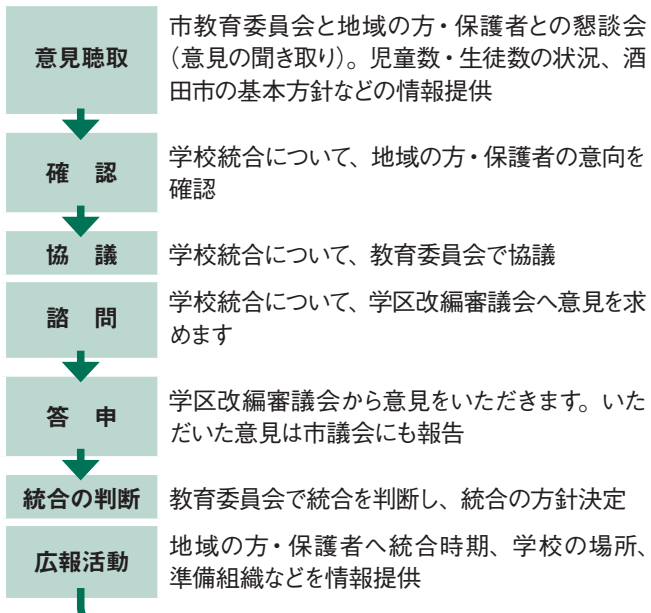 意見聴取
市教育委員会と地域の方・保護者との懇談会
(意見の聞き取り)。児童数・生徒数の状況、酒
田市の基本方針などの情報提供
確 認
学校統合について、地域の方・保護者の意向を
確認
協 議
学校統合について、教育委員会で協議
諮 問
学校統合について、学区改編審議会へ意見を求
めます
答 申
学区改編審議会から意見をいただきます。いた
だいた意見は市議会にも報告
統合の判断
教育委員会で統合を判断し、統合の方針決定
広報活動
地域の方・保護者へ統合時期、学校の場所、
準備組織などを情報提供